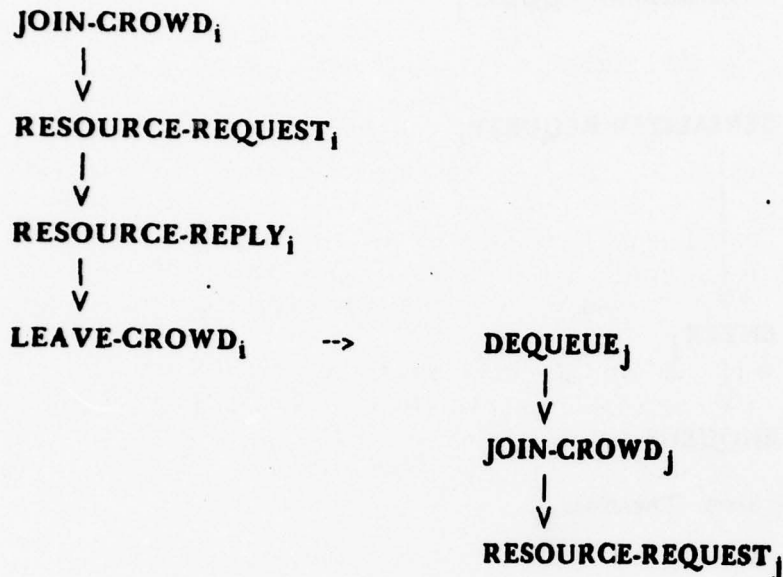 JOIN-CROWDi
RESOURCE-REQUESTi
RESOURCE-REPLYi
LEAVE-CROWDi --> DEQUEUEj
JOIN-CROWDj
RESOURCE-REQUESTj